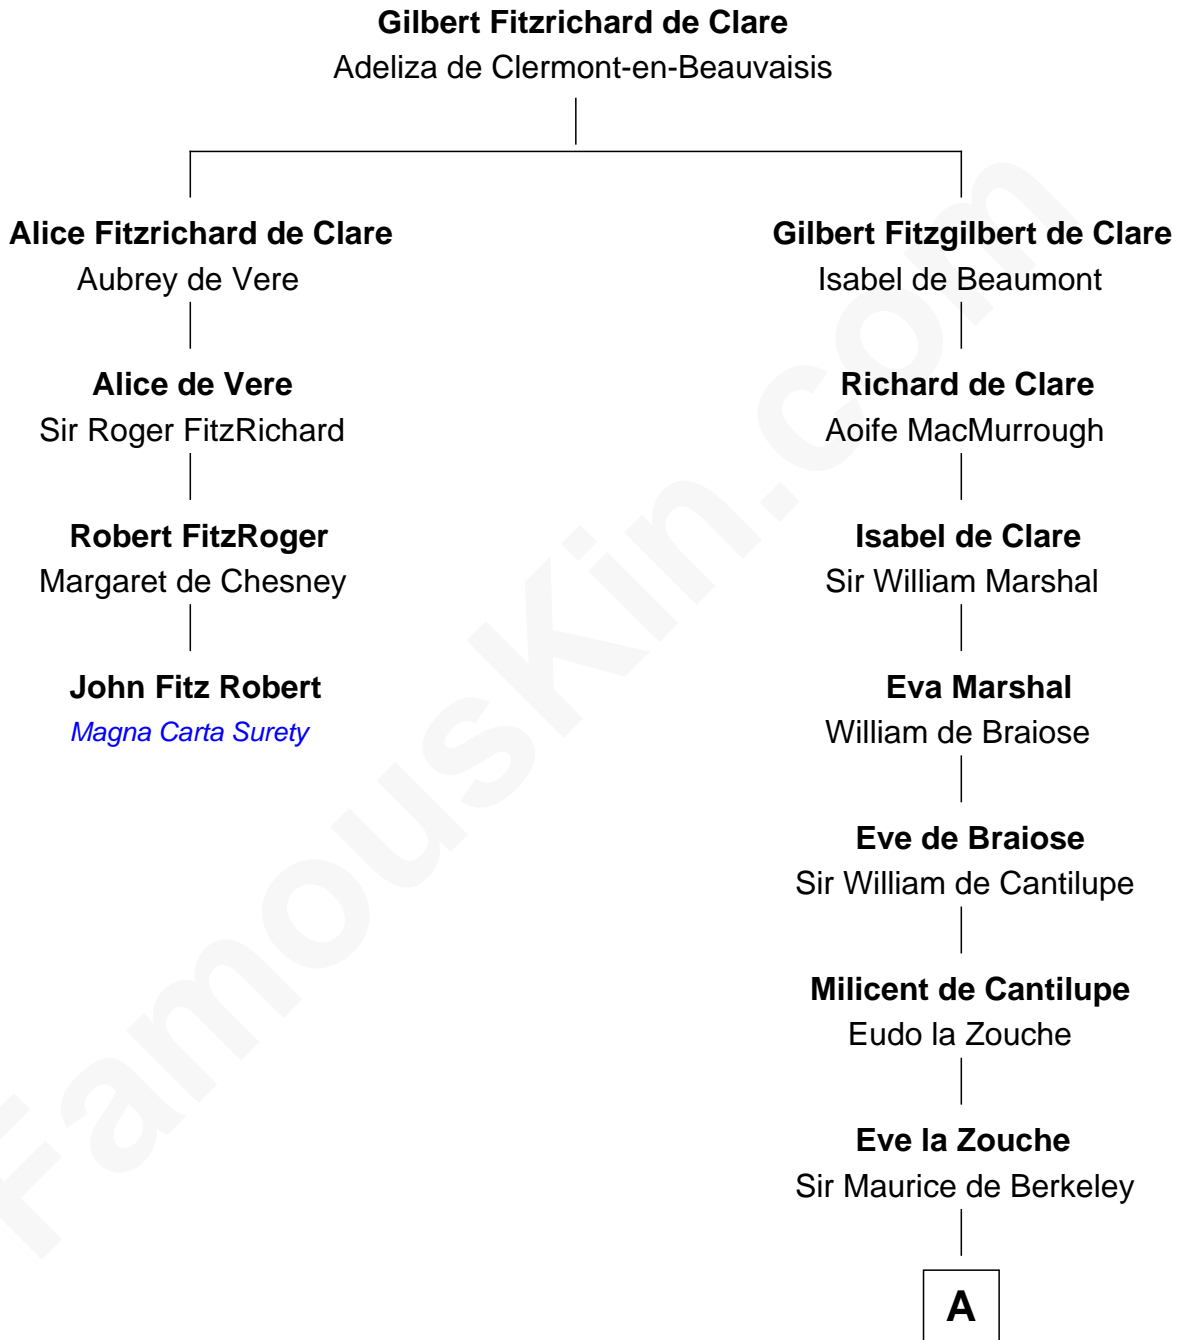 Gilbert Fitzrichard de Clare
Adeliza de Clermont-en-Beauvaisis
Alice Fitzrichard de Clare
Aubrey de Vere
Alice de Vere
Sir Roger FitzRichard
Robert FitzRoger
Margaret de Chesney
John Fitz Robert
Magna Carta Surety
Gilbert Fitzgilbert de Clare
Isabel de Beaumont
Richard de Clare
Aoife MacMurrough
Isabel de Clare
Sir William Marshal
Eva Marshal
William de Braiose
Eve de Braiose
Sir William de Cantilupe
Milicent de Cantilupe
Eudo la Zouche
Eve la Zouche
Sir Maurice de Berkeley
A
FamousKin.com